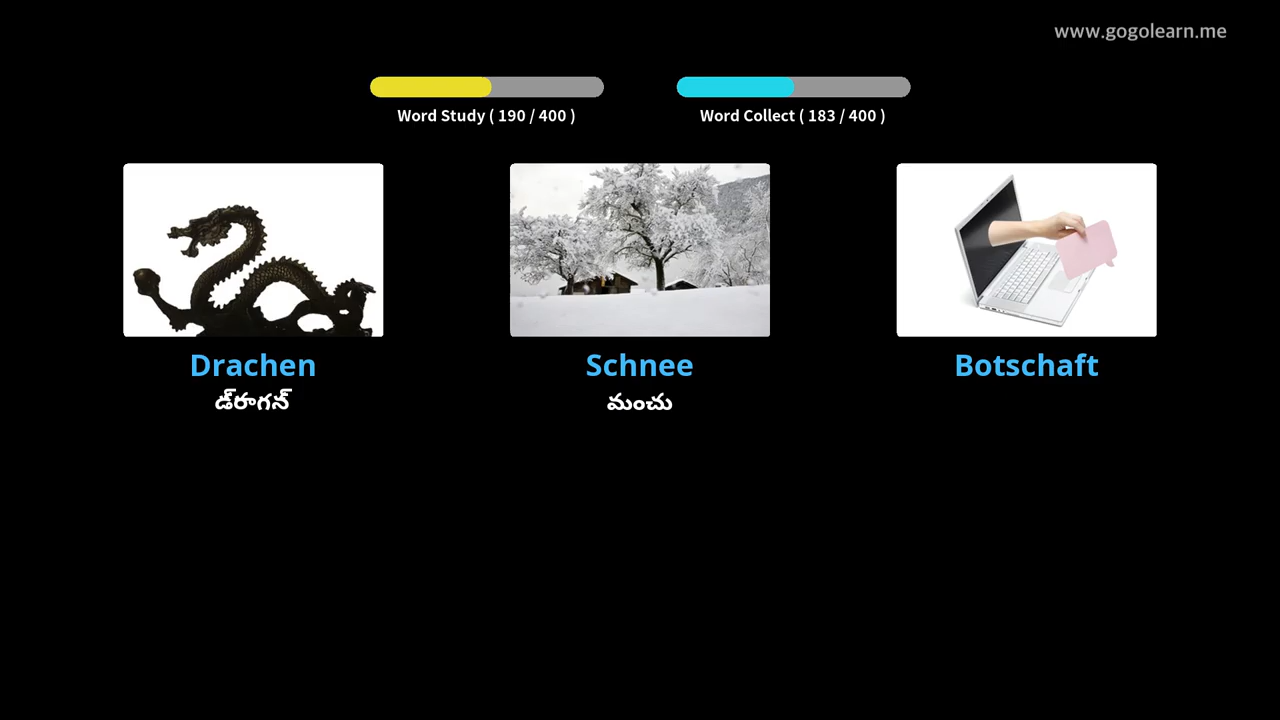 www.gogolearn.me
Word Study ( 190 / 400 )
Word Collect ( 183 / 400 )
Drachen
Schnee
Botschaft
డ్రాగన్
మంచు